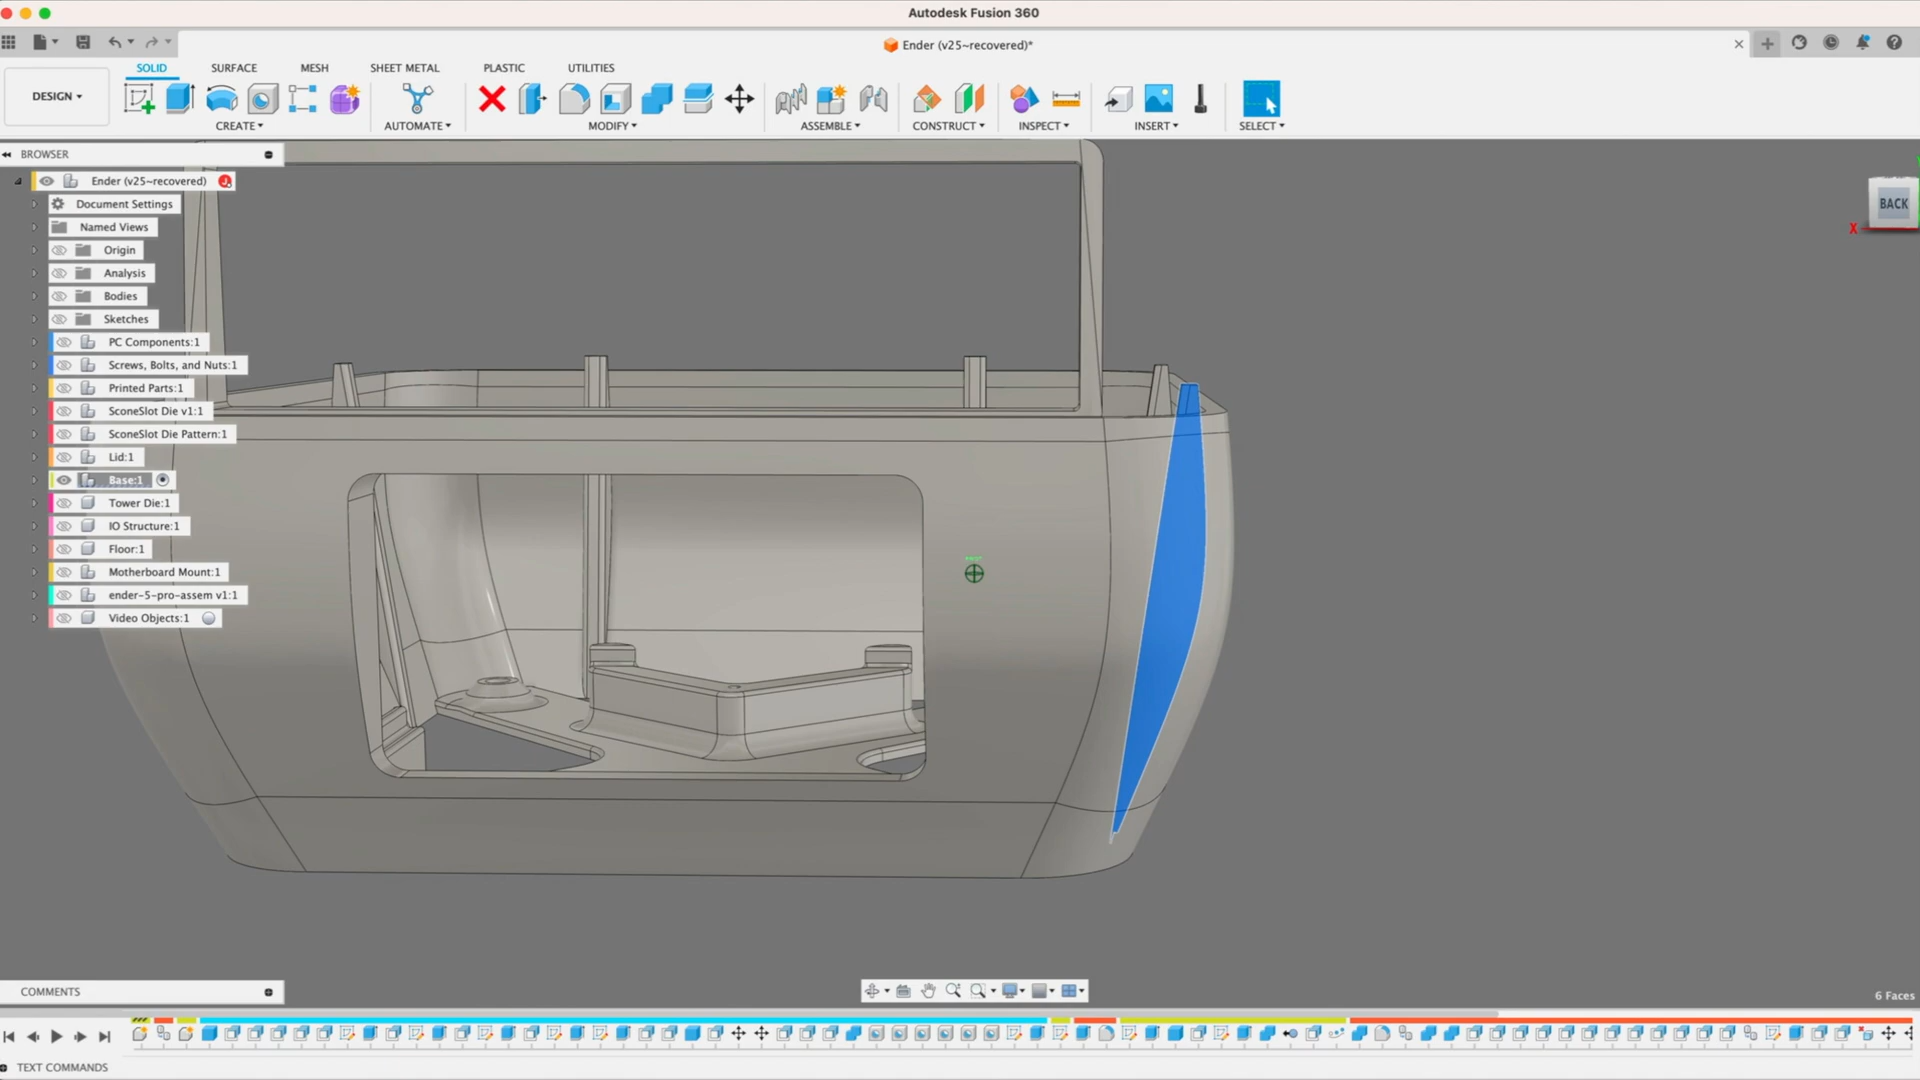 Autodesk Fusion 360
Ender (v25~recovered)*
SOLID SURFACE MESH SHEET METAL PLASTIC UTILITIES
DESIGN
CREATE AUTOMATE MODIFY ASSEMBLE CONSTRUCT INSPECT INSERT SELECT
BROWSER
Ender (v25~recovered)
Document Settings
Named Views
Origin
Analysis
Bodies
Sketches
PC Components:1
Screws, Bolts, and Nuts:1
Printed Parts:1
SconeSlot Die v1:1
SconeSlot Die Pattern:1
Lid:1
Base:1
Tower Die:1
IO Structure:1
Floor:1
Motherboard Mount:1
ender-5-pro-assem v1:1
Video Objects:1
BACK
X
COMMENTS
6 Faces
TEXT COMMANDS